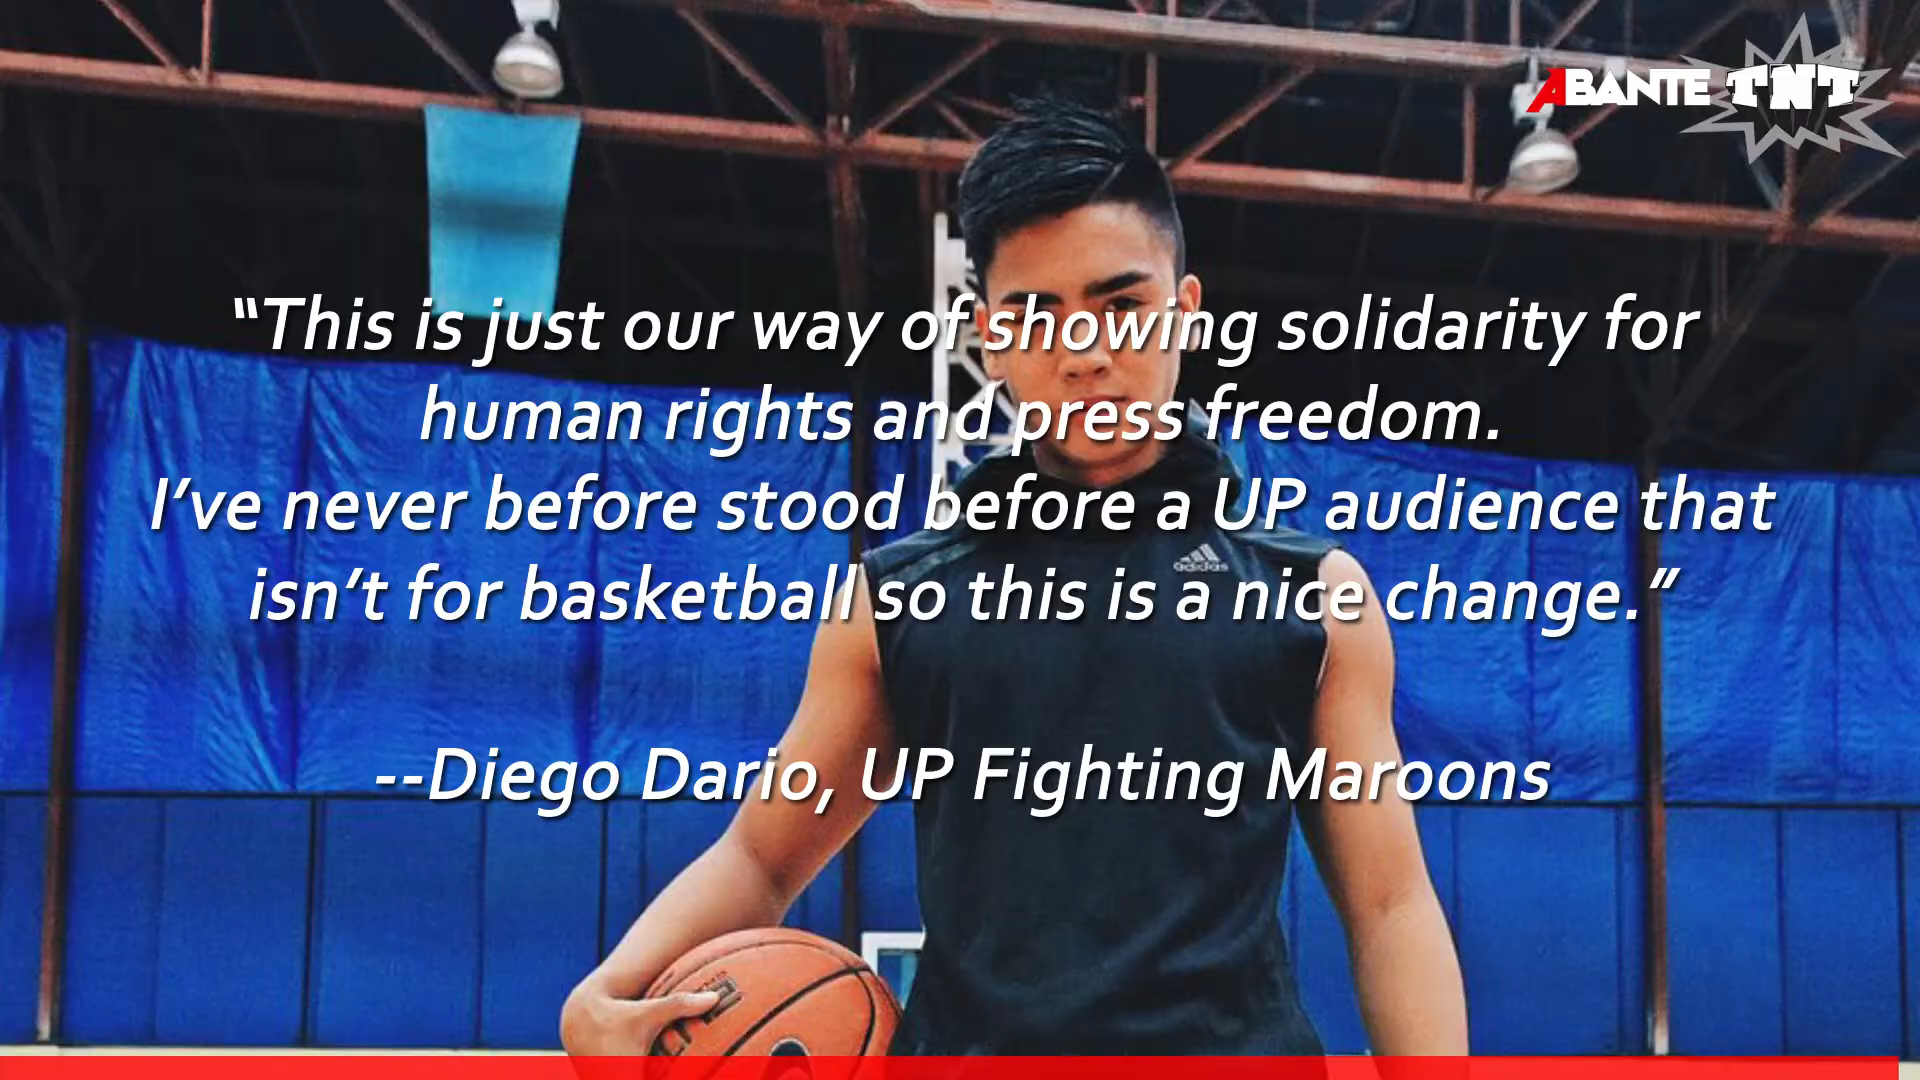 ABANTE TNT
“This is just our way of showing solidarity for
human rights and press freedom.
I’ve never before stood before a UP audience that
isn’t for basketball so this is a nice change.”
--Diego Dario, UP Fighting Maroons
adidas